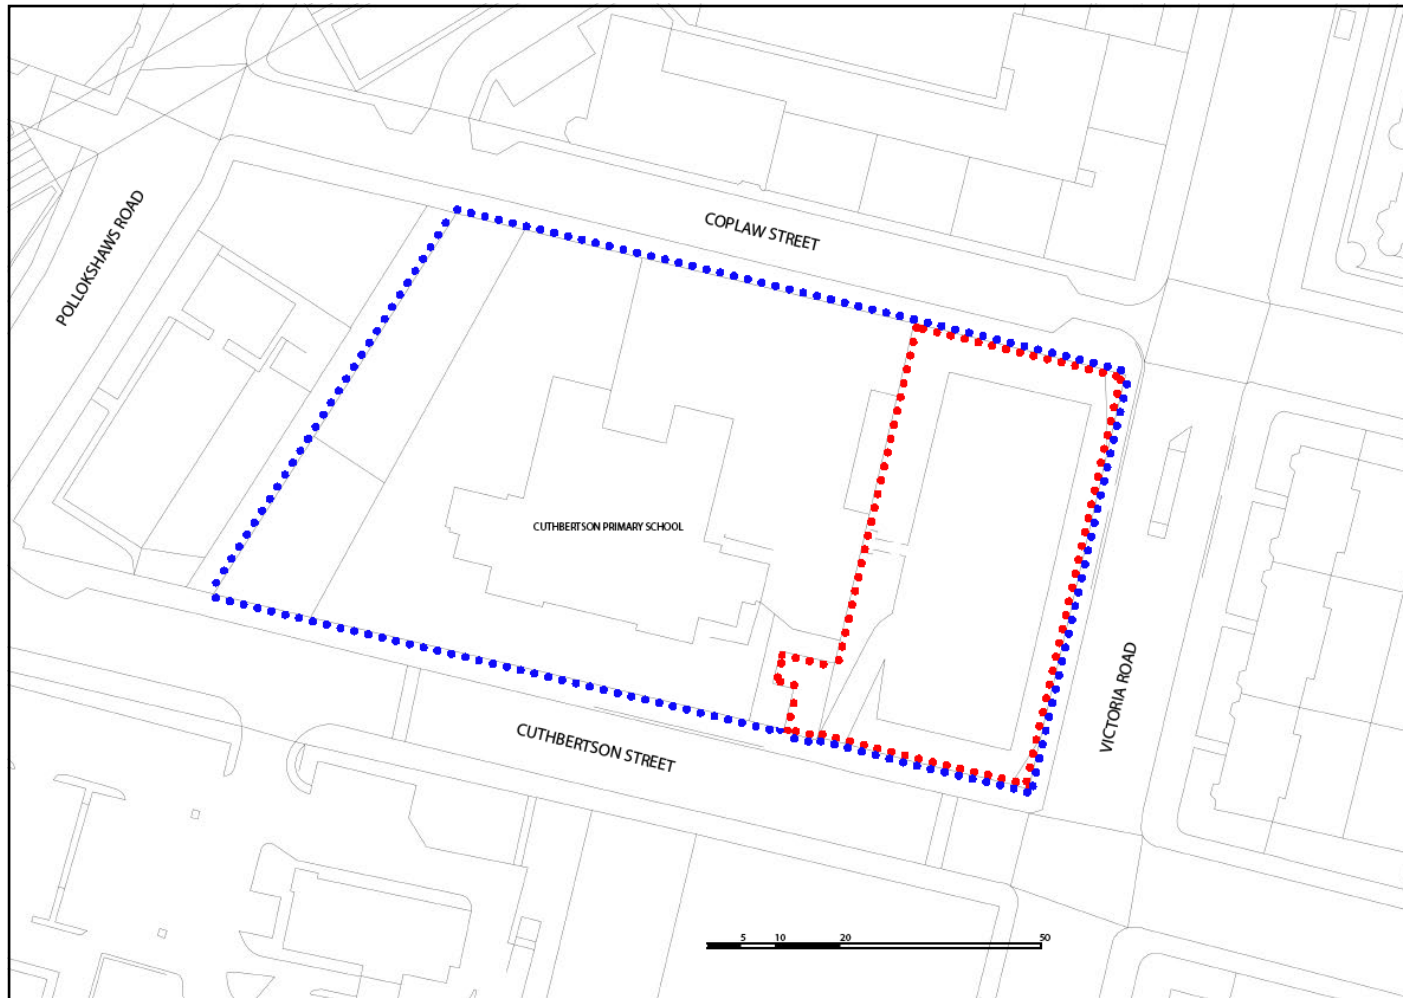 COPLAW STREET
POLLOKSHAWS ROAD
CUTHBERTSON PRIMARY SCHOOL
VICTORIA ROAD
CUTHBERTSON STREET
5 10 20 50